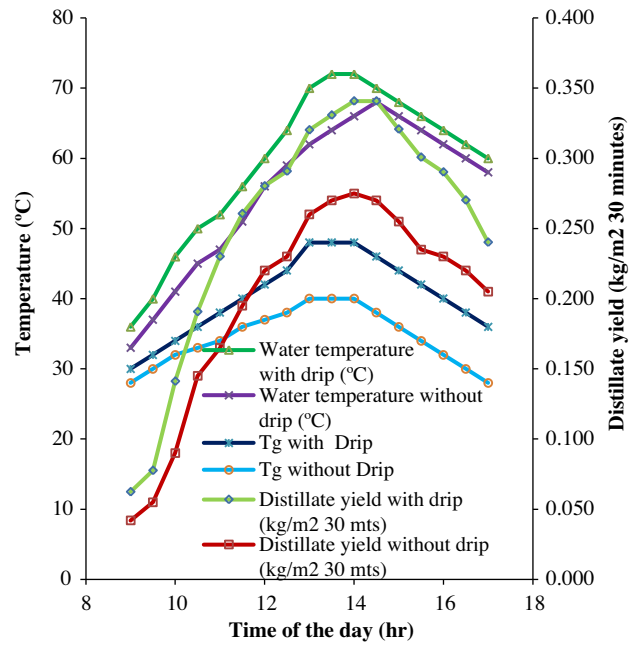 80
70
60
50
40
30
20
10
0
Temperature (ºC)
0.400
0.350
0.300
0.250
0.200
0.150
0.100
0.050
0.000
Distillate yield (kg/m2 30 minutes)
Water temperature
with drip (ºC)
Water temperature without
drip (ºC)
Tg with Drip
Tg without Drip
Distillate yield with drip
(kg/m2 30 mts)
Distillate yield without drip
(kg/m2 30 mts)
8 10 12 14 16 18
Time of the day (hr)